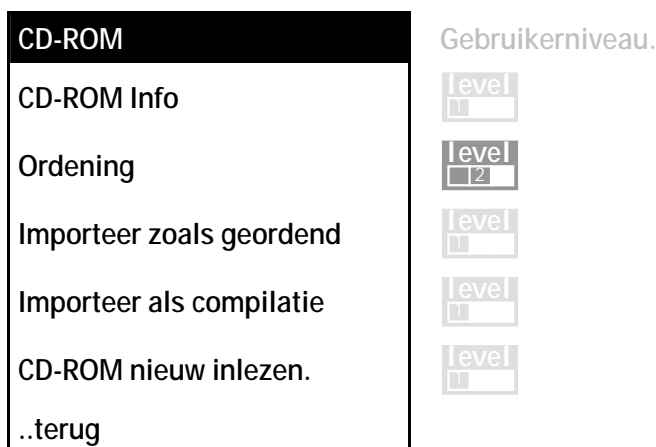 CD-ROM Gebruikerniveau.
CD-ROM Info level 1
Ordening level 2
Importeer zoals geordend level 1
Importeer als compilatie level 1
CD-ROM nieuw inlezen. level 1
..terug